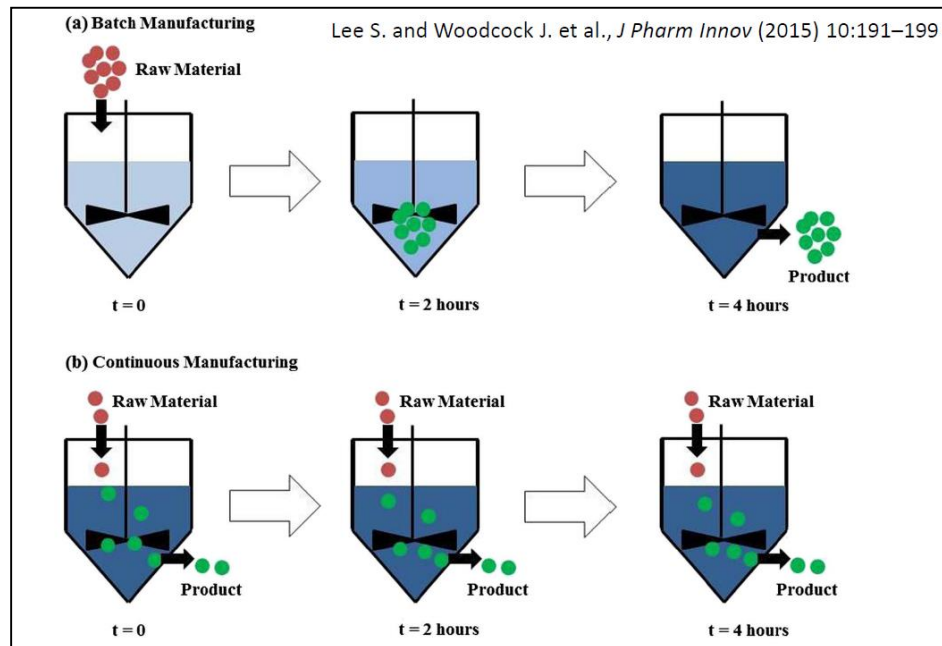 (a) Batch Manufacturing
Lee S. and Woodcock J. et al., J Pharm Innov (2015) 10:191–199
Raw Material
Product
t = 0
t = 2 hours
t = 4 hours
(b) Continuous Manufacturing
Raw Material
Raw Material
Raw Material
Product
Product
Product
t = 0
t = 2 hours
t = 4 hours